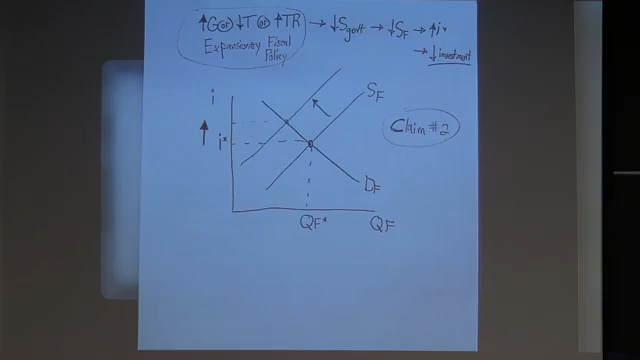 ↑G or ↓T or ↑TR → ↓Sgovt → ↓SF → ↑i*
Expansionary Fiscal
Policy
→ ↓investment
i
SF
Claim #2
i*
DF
QF*
QF